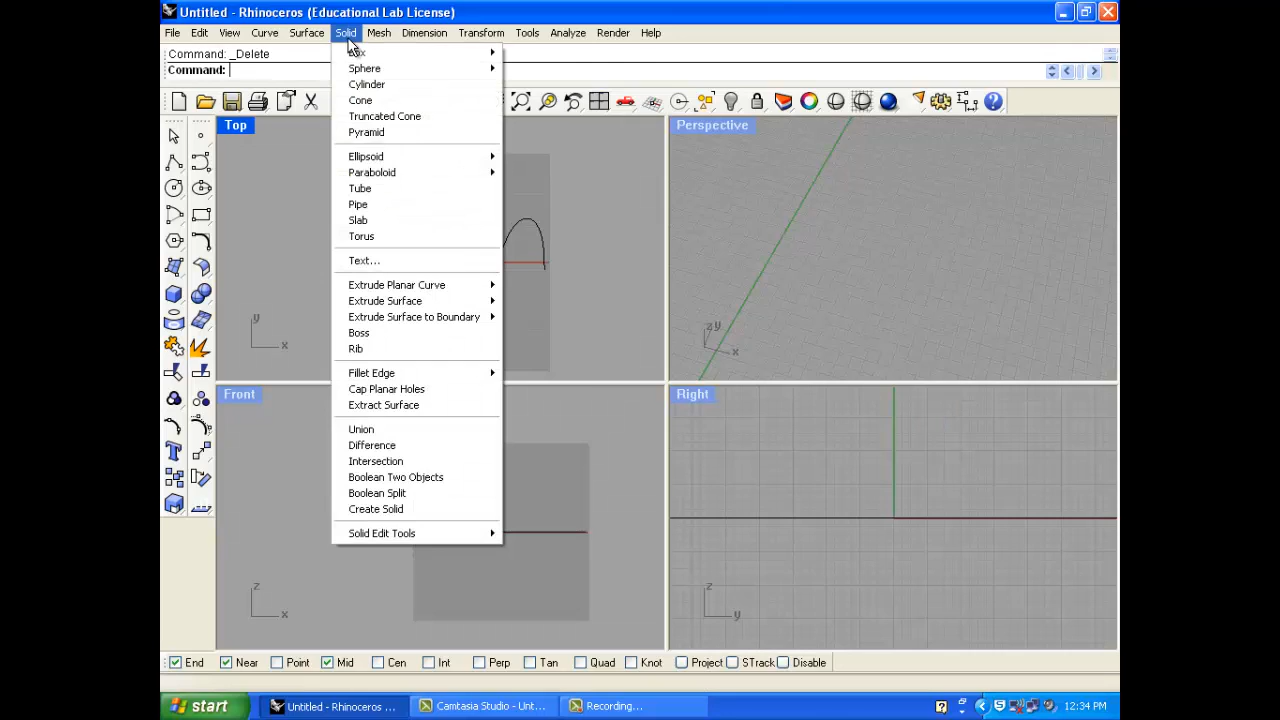 Untitled - Rhinoceros (Educational Lab License)
File Edit View Curve Surface Solid Mesh Dimension Transform Tools Analyze Render Help
Command: _Delete
Command:
Sphere
Cylinder
Cone
Truncated Cone
Pyramid
Ellipsoid
Paraboloid
Tube
Pipe
Slab
Torus
Text...
Extrude Planar Curve
Extrude Surface
Extrude Surface to Boundary
Boss
Rib
Fillet Edge
Cap Planar Holes
Extract Surface
Union
Difference
Intersection
Boolean Two Objects
Boolean Split
Create Solid
Solid Edit Tools
Top
y
x
Perspective
z y
x
Front
z
x
Right
z
y
End Near Point Mid Cen Int Perp Tan Quad Knot Project STrack Disable
start Untitled - Rhinoceros ... Camtasia Studio - Unt... Recording... 12:34 PM